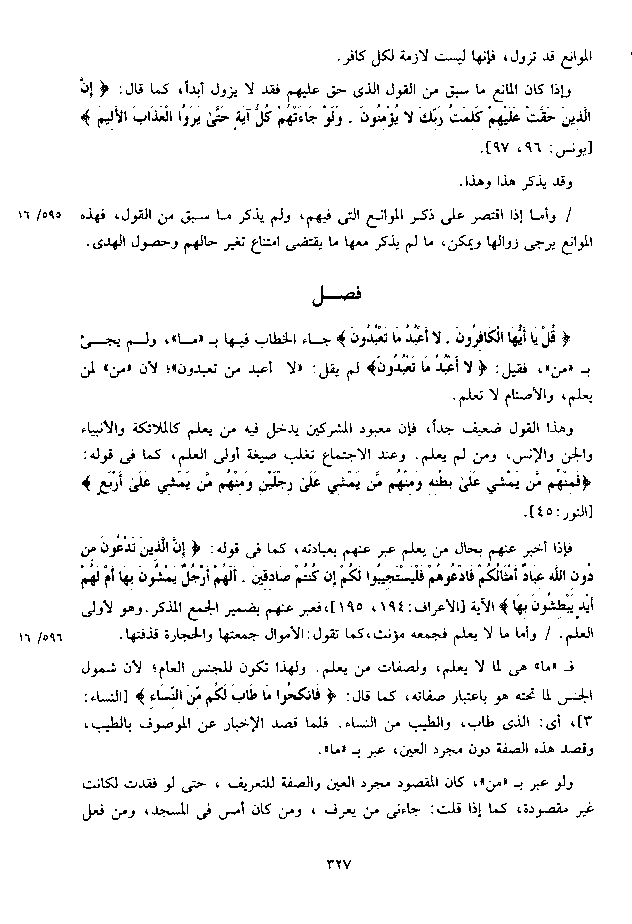 الموانع قد تزول، فإنها ليست لازمة لكل كافر.
وإذا كان المانع ما سبق من القول الذى حق عليهم فقد لا يزول أبداً، كما قال: ﴿ إِنَّ
الَّذِينَ حَقَّتْ عَلَيْهِمْ كَلِمَتُ رَبِّكَ لا يُؤْمِنُونَ . وَلَوْ جَاءَتْهُمْ كُلُّ آيَةٍ حَتَّىٰ يَرَوُا الْعَذَابَ الأَلِيمَ ﴾
[يونس: ٩٦، ٩٧].
وقد يذكر هذا وهذا.
/ وأما إذا اقتصر على ذكر الموانع التى فيهم، ولم يذكر ما سبق من القول، فهذه ٥٩٥/ ١٦
الموانع يرجى زوالها ويمكن، ما لم يذكر معها ما يقتضى امتناع تغير حالهم وحصول الهدى.
فصـــل
﴿ قُلْ يَا أَيُّهَا الْكَافِرُونَ . لا أَعْبُدُ مَا تَعْبُدُونَ ﴾ جاء الخطاب فيها بـ «ما»، ولم يجئ
بـ «من»، فقيل: ﴿ لا أَعْبُدُ مَا تَعْبُدُونَ﴾ لم يقل: «لا أعبد من تعبدون»؛ لأن «من» لمن
يعلم، والأصنام لا تعلم.
وهذا القول ضعيف جداً، فإن معبود المشركين يدخل فيه من يعلم كالملائكة والأنبياء
والجن والإنس، ومن لم يعلم. وعند الاجتماع تغلب صيغة أولى العلم، كما فى قوله:
﴿فَمِنْهُم مَّن يَمْشِي عَلَىٰ بَطْنِهِ وَمِنْهُم مَّن يَمْشِي عَلَىٰ رِجْلَيْنِ وَمِنْهُم مَّن يَمْشِي عَلَىٰ أَرْبَعٍ ﴾
[النور: ٤٥].
فإذا أخبر عنهم بحال من يعلم عبر عنهم بعبادته، كما فى قوله: ﴿ إِنَّ الَّذِينَ تَدْعُونَ مِن
دُونِ اللَّهِ عِبَادٌ أَمْثَالُكُمْ فَادْعُوهُمْ فَلْيَسْتَجِيبُوا لَكُمْ إِن كُنتُمْ صَادِقِينَ . أَلَهُمْ أَرْجُلٌ يَمْشُونَ بِهَا أَمْ لَهُمْ
أَيْدٍ يَبْطِشُونَ بِهَا ﴾ الآية [الأعراف: ١٩٤، ١٩٥]، فعبر عنهم بضمير الجمع المذكر. وهو لأولى
العلم. / وأما ما لا يعلم فجمعه مؤنث، كما تقول: الأموال جمعتها والحجارة قذفتها. ٥٩٦/ ١٦
فـ «ما» هى لما لا يعلم، ولصفات من يعلم. ولهذا تكون للجنس العام؛ لأن شمول
الجنس لما تحته هو باعتبار صفاته، كما قال: ﴿ فَانكِحُوا مَا طَابَ لَكُم مِّنَ النِّسَاءِ ﴾ [النساء:
٣]، أى: الذى طاب، والطيب من النساء. فلما قصد الإخبار عن الموصوف بالطيب،
وقصد هذه الصفة دون مجرد العين، عبر بـ «ما».
ولو عبر بـ «من»، كان المقصود مجرد العين والصفة للتعريف ، حتى لو فقدت لكانت
غير مقصودة، كما إذا قلت: جاءنى من يعرف ، ومن كان أمس فى المسجد، ومن فعل
٣٢٧